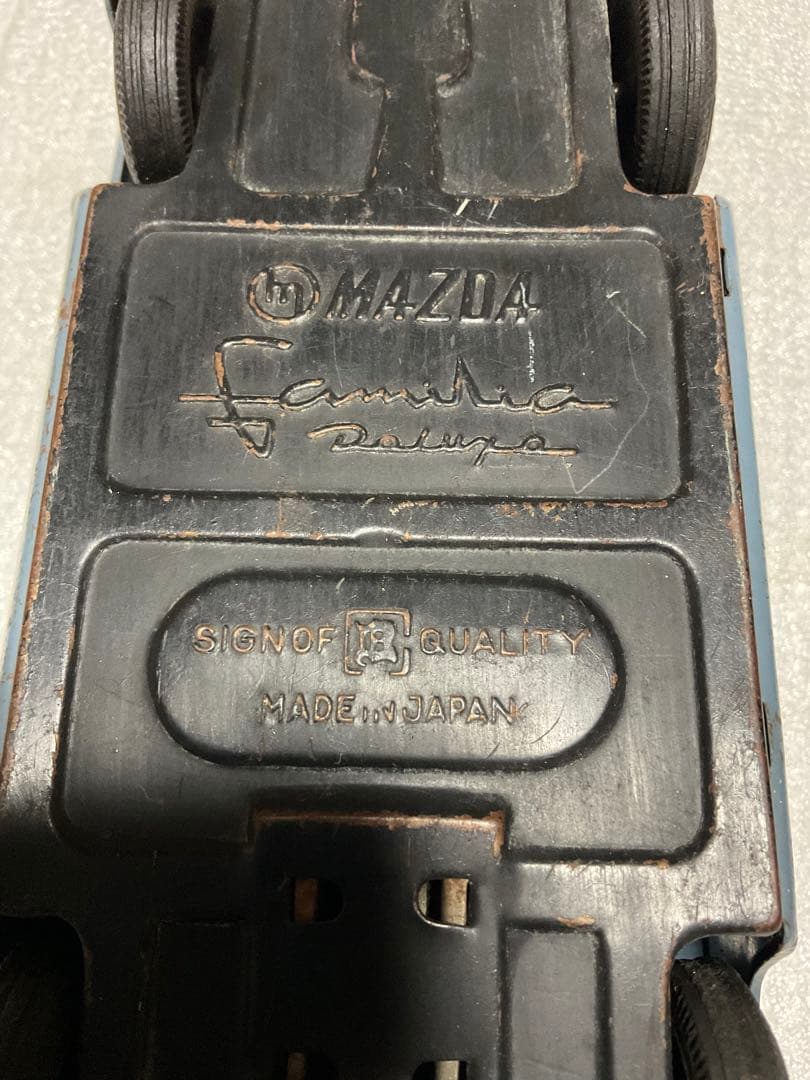 m MAZDA
Familia
Deluxe
SIGN OF B QUALITY
MADE IN JAPAN